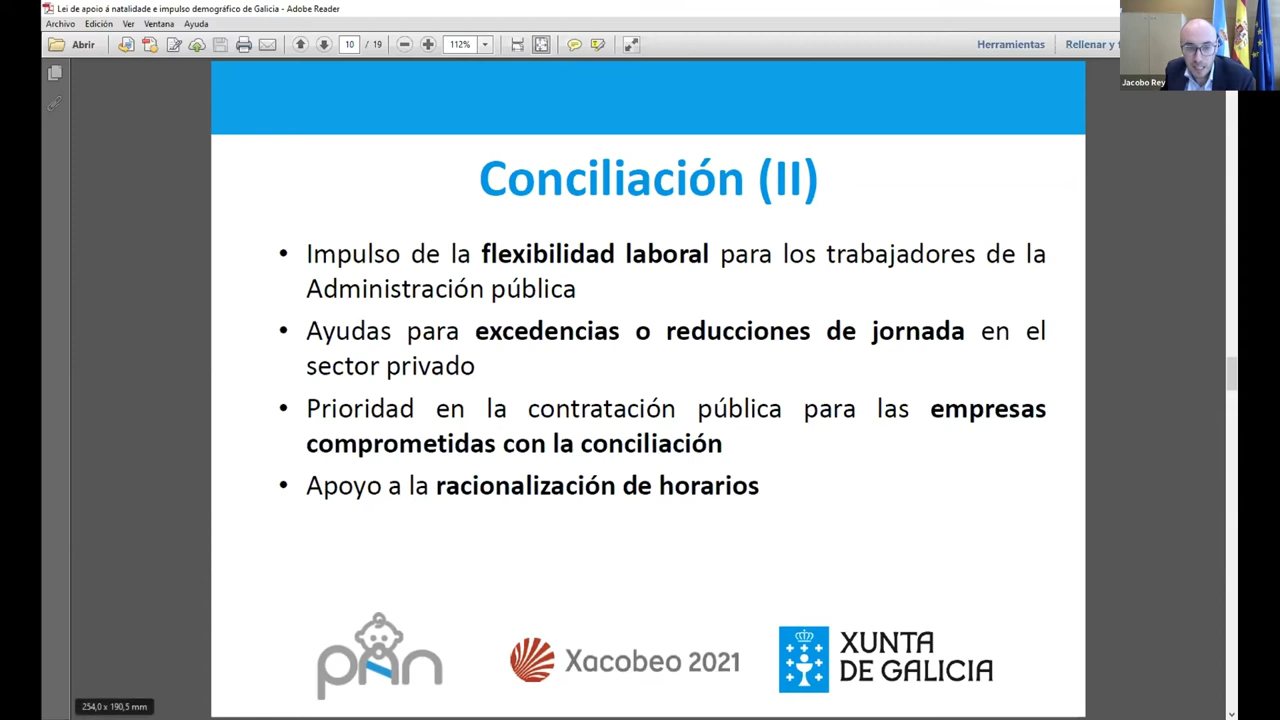 Lei de apoio á natalidade e impulso demográfico de Galicia - Adobe Reader
Archivo Edición Ver Ventana Ayuda
Abrir 10 / 19 112% Herramientas Rellenar y
Jacobo Rey
Conciliación (II)
• Impulso de la flexibilidad laboral para los trabajadores de la
Administración pública
• Ayudas para excedencias o reducciones de jornada en el
sector privado
• Prioridad en la contratación pública para las empresas
comprometidas con la conciliación
• Apoyo a la racionalización de horarios
pan
Xacobeo 2021
XUNTA
DE GALICIA
254,0 x 190,5 mm